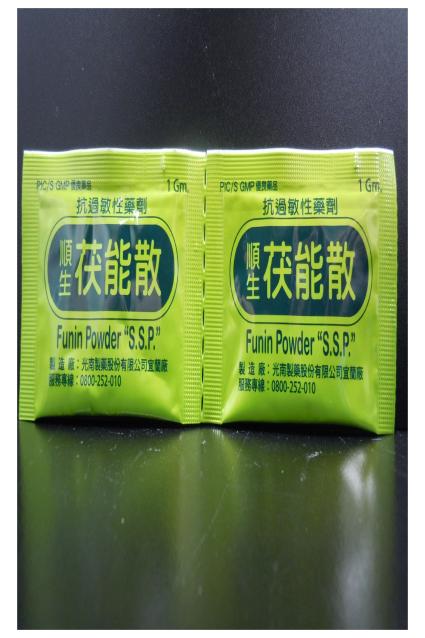 PIC/S GMP 優良藥品 1 Gm.
抗過敏性藥劑
順生 茯能散
Funin Powder "S.S.P."
製造廠：光南製藥股份有限公司宜蘭廠
服務專線：0800-252-010
PIC/S GMP 優良藥品 1 Gm.
抗過敏性藥劑
順生 茯能散
Funin Powder "S.S.P."
製造廠：光南製藥股份有限公司宜蘭廠
服務專線：0800-252-010